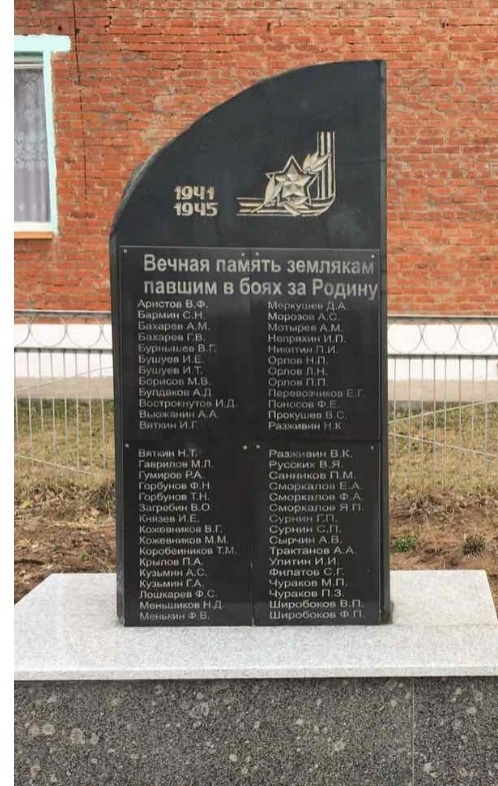 1941
1945
Вечная память землякам
павшим в боях за Родину
Аристов В.Ф.
Бармин С.Н.
Бахарев А.М.
Бахарев Г.В.
Бурнышев В.Г.
Бушуев И.Е.
Бушуев И.Т.
Борисов М.В.
Булдаков А.Д
Вострокнутов И.Д.
Вьюжанин А.А.
Вяткин И.Г.
Меркушев Д.А.
Морозов А.С.
Мотырев А.М.
Непряхин И.П.
Никитин П.И.
Орлов Н.П.
Орлов Л.Н.
Орлов П.П.
Перевозчиков Е.Г.
Поносов Ф.Е.
Прокушев В.С.
Разживин Н.К
Вяткин Н.Т.
Гаврилов М.Л.
Гумиров Р.А.
Горбунов Ф.Н.
Горбунов Т.Н.
Загребин В.О.
Князев И.Е.
Кожевников В.Г.
Кожевников М.М.
Коробейников Т.М.
Крылов П.А.
Кузьмин А.С.
Кузьмин Г.А.
Лошкарев Ф.С.
Меньшиков Н.Д.
Менькин Ф.В.
Разживин В.К.
Русских В.Я.
Санников П.М.
Сморкалов Е.А.
Сморкалов Ф.А.
Сморкалов Я.П.
Сурнин Г.П.
Сурнин С.П.
Сырчин А.В.
Трактанов А.А.
Улитин И.И.
Филатов С.Г.
Чураков М.П.
Чураков П.З.
Широбоков В.П.
Широбоков Ф.П.